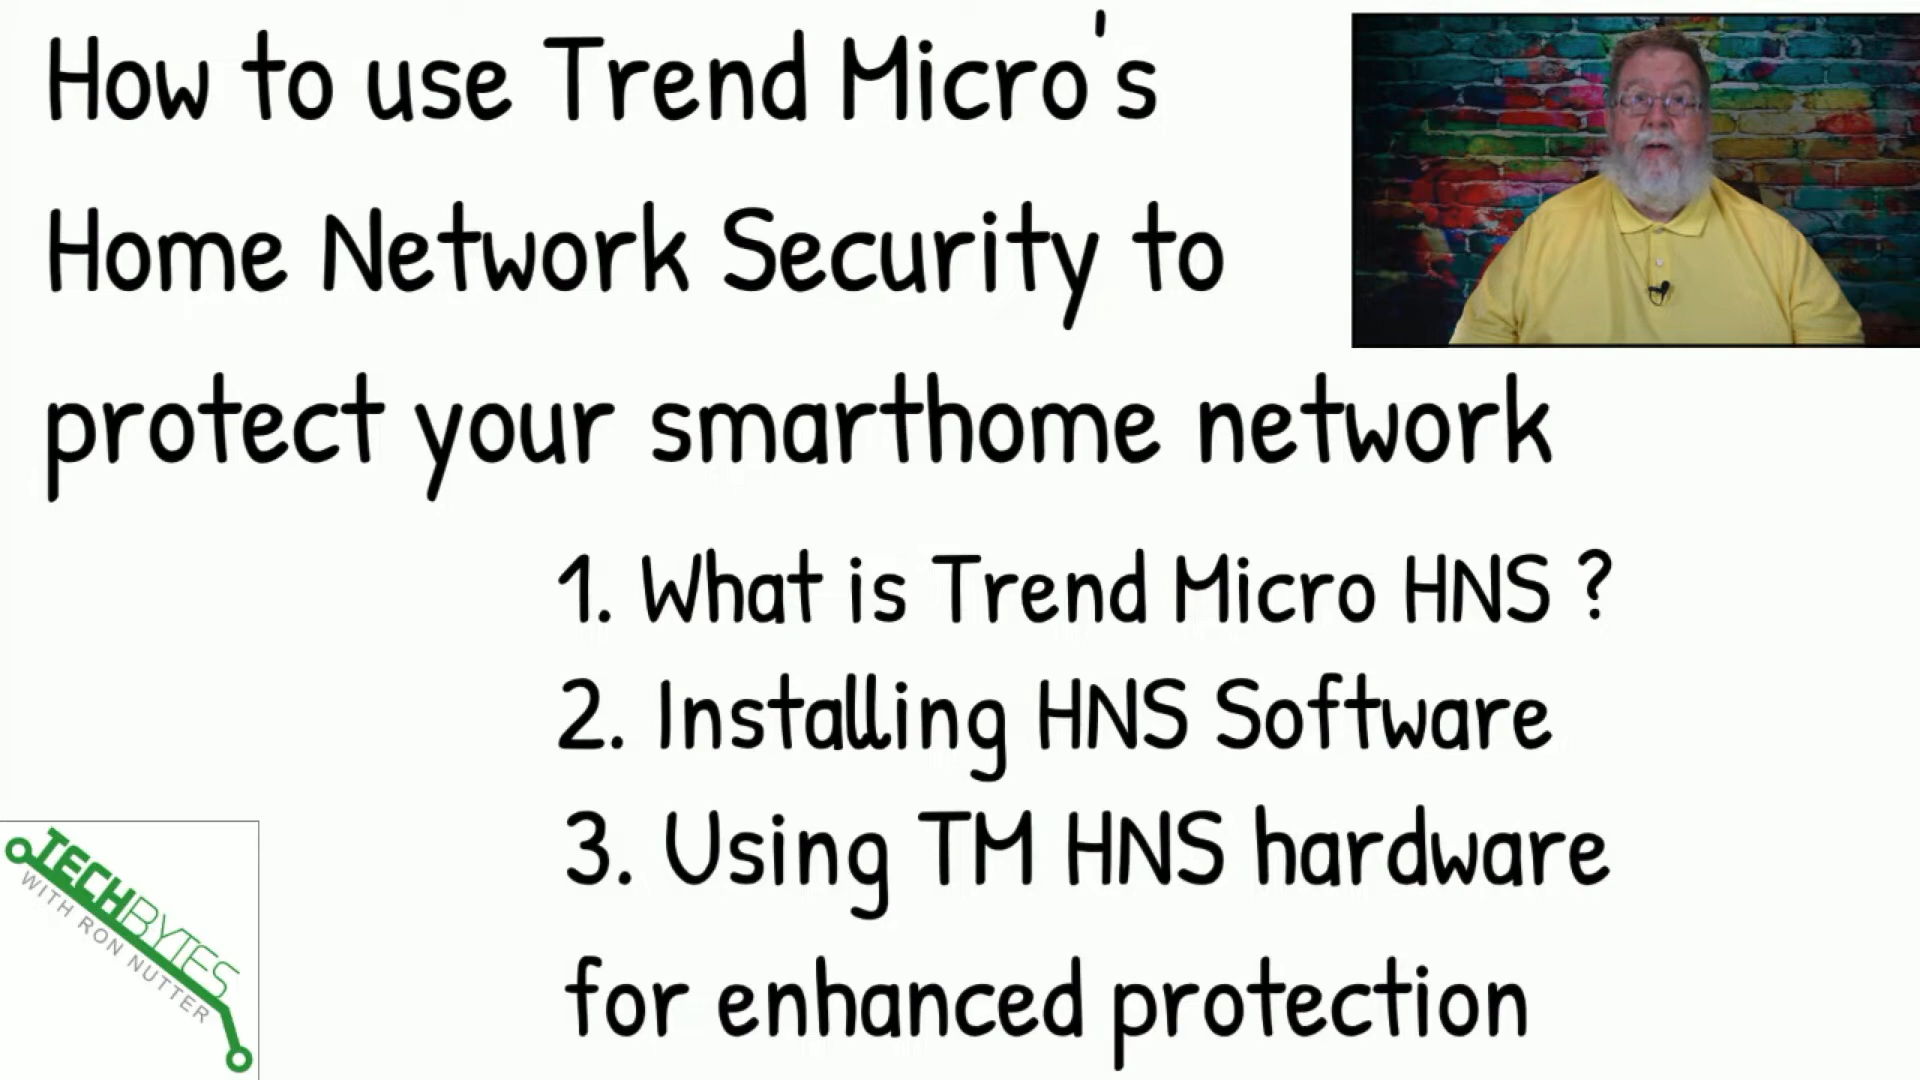 How to use Trend Micro's
Home Network Security to
protect your smarthome network
1. What is Trend Micro HNS ?
2. Installing HNS Software
3. Using TM HNS hardware
for enhanced protection
TECHBYTES
WITH RON NUTTER